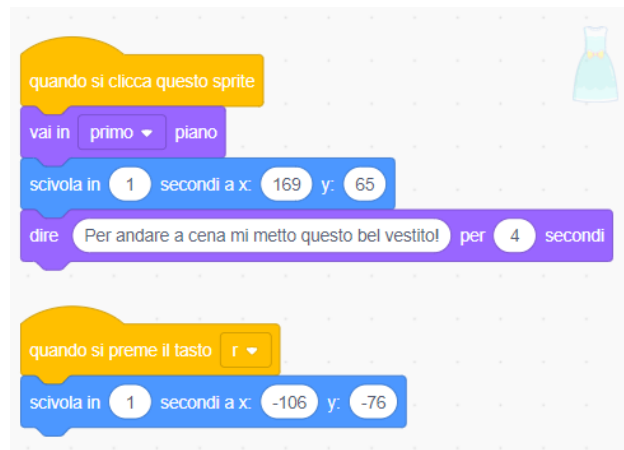 quando si clicca questo sprite
vai in primo piano
scivola in 1 secondi a x: 169 y: 65
dire Per andare a cena mi metto questo bel vestito! per 4 secondi
quando si preme il tasto r
scivola in 1 secondi a x: -106 y: -76